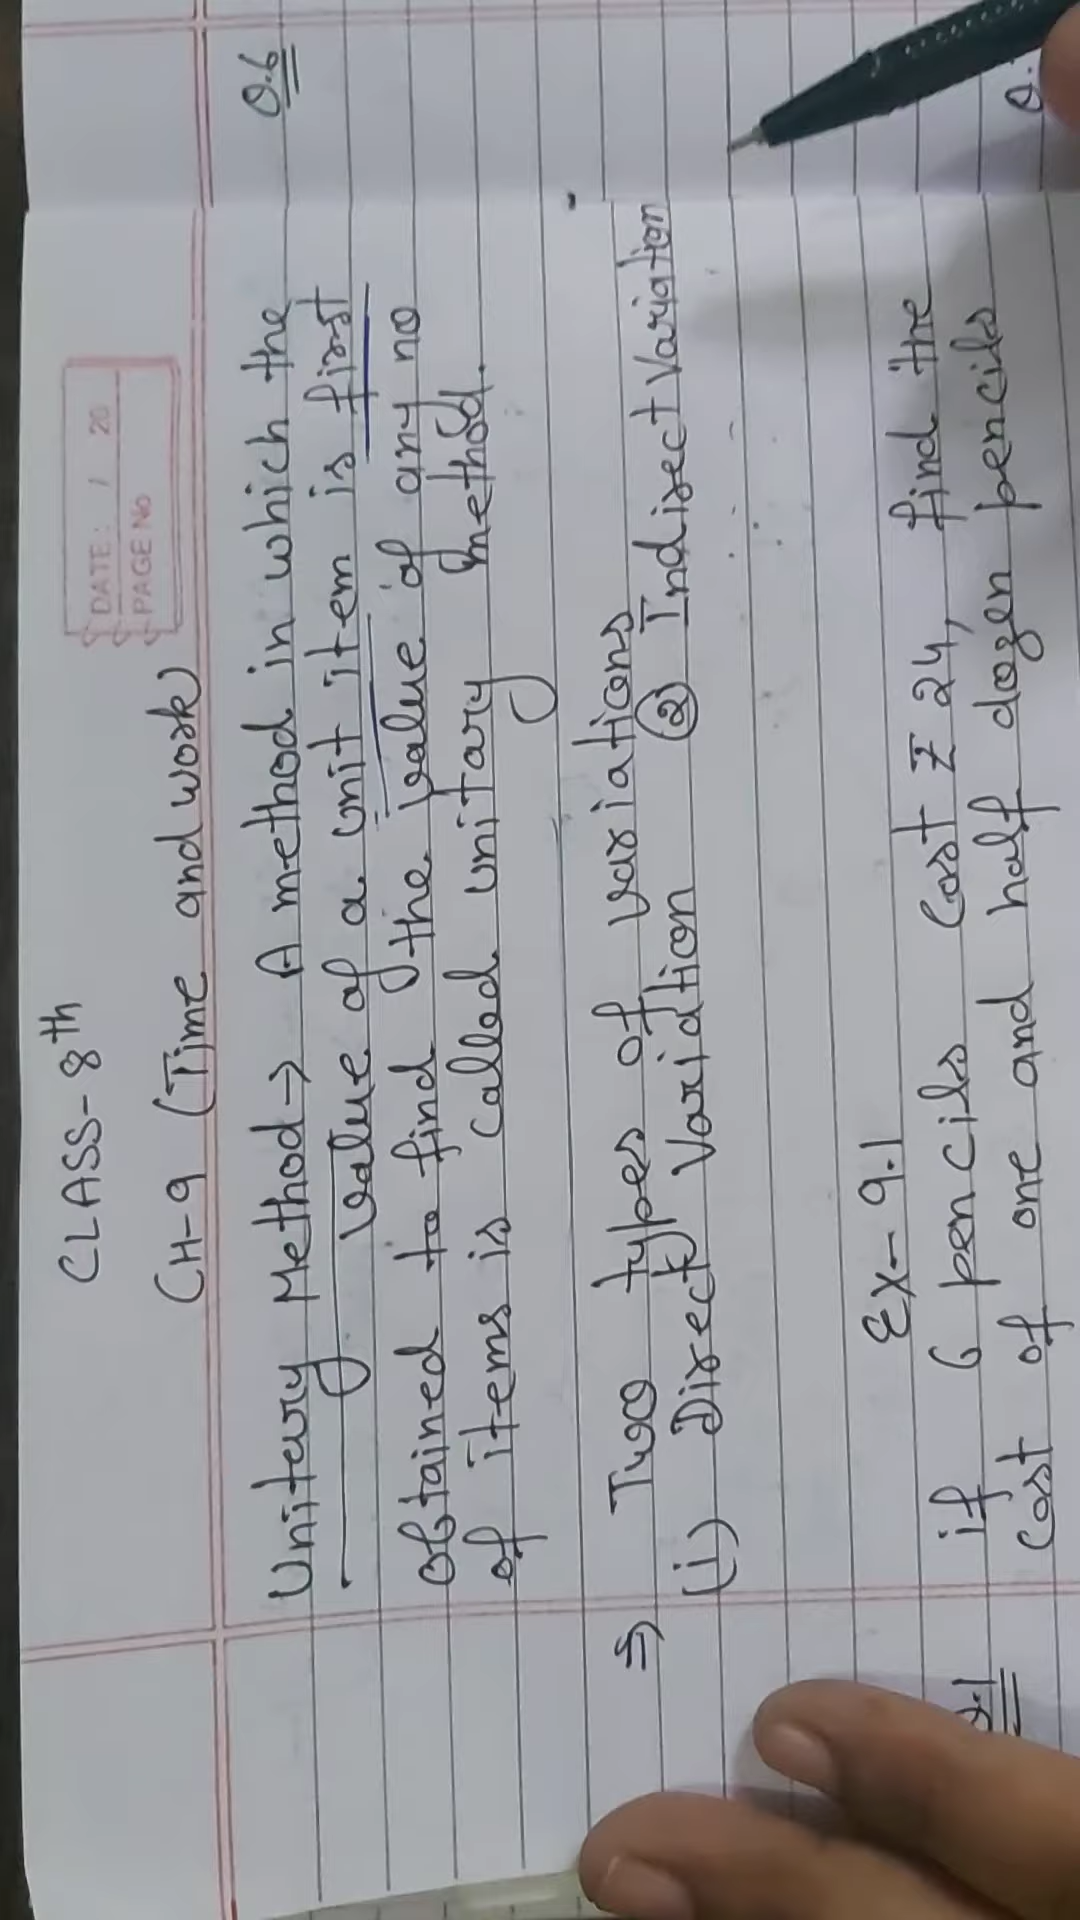 CLASS-8th
DATE: / 20
PAGE No
CH-9 (Time and work)
Q.6
Unitary Method → A method in which the
value of a unit item is first
obtained to find the value of any no
of items is called unitary method.
⇒ Two types of variations
(i) Direct Variation ② Indirect Variation
Ex-9.1
if 6 pencils cost ₹ 24, find the
cost of one and half dozen pencils